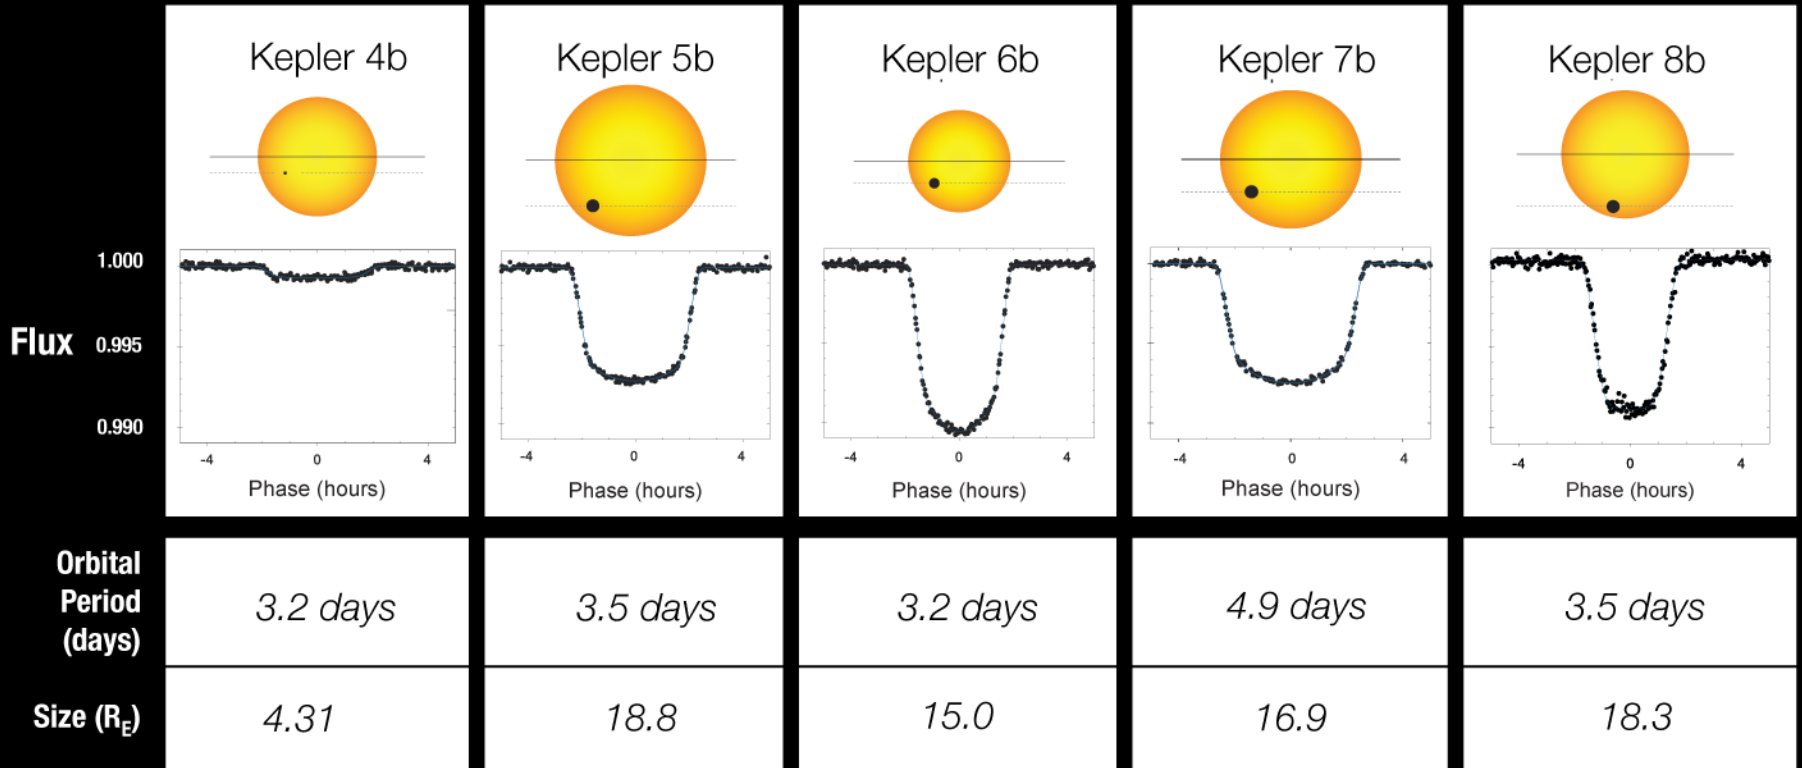 Kepler 4b
Kepler 5b
Kepler 6b
Kepler 7b
Kepler 8b
Flux
1.000
0.995
0.990
-4 0 4
Phase (hours)
-4 0 4
Phase (hours)
-4 0 4
Phase (hours)
-4 0 4
Phase (hours)
-4 0 4
Phase (hours)
Orbital
Period
(days)
3.2 days
3.5 days
3.2 days
4.9 days
3.5 days
Size (R_E)
4.31
18.8
15.0
16.9
18.3